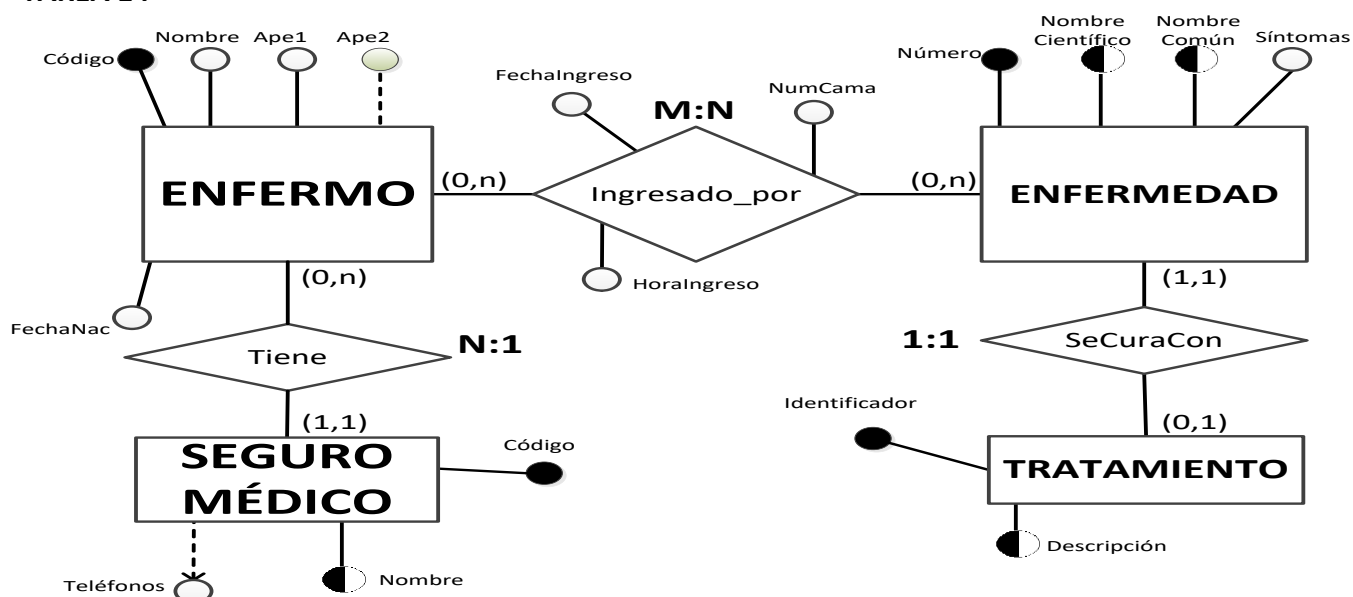 Código
Nombre
Ape1
Ape2
FechaIngreso
M:N
NumCama
Número
Nombre
Científico
Nombre
Común
Síntomas
ENFERMO
(0,n)
Ingresado_por
(0,n)
ENFERMEDAD
HoraIngreso
FechaNac
(0,n)
Tiene
N:1
(1,1)
SEGURO
MÉDICO
Código
Teléfonos
Nombre
(1,1)
1:1
SeCuraCon
(0,1)
Identificador
TRATAMIENTO
Descripción